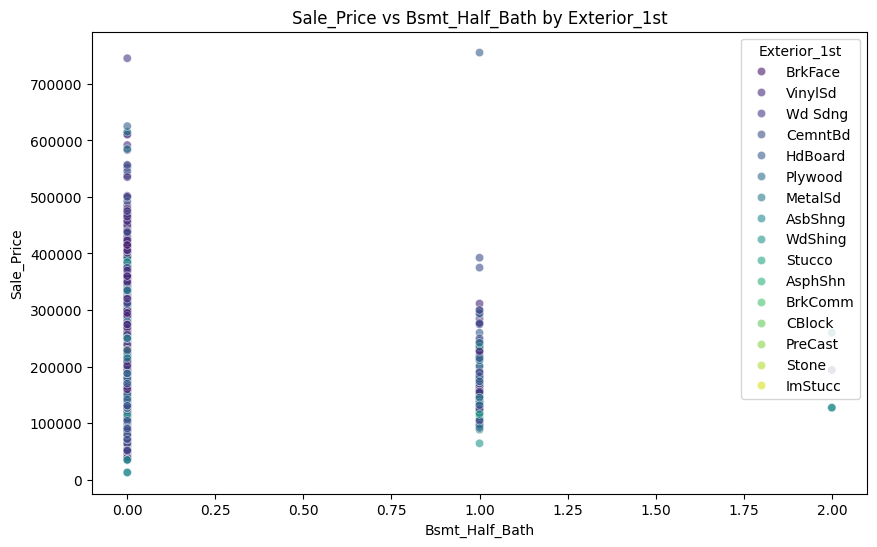 Sale_Price vs Bsmt_Half_Bath by Exterior_1st
Sale_Price
700000
600000
500000
400000
300000
200000
100000
0
0.00
0.25
0.50
0.75
1.00
1.25
1.50
1.75
2.00
Bsmt_Half_Bath
Exterior_1st
BrkFace
VinylSd
Wd Sdng
CemntBd
HdBoard
Plywood
MetalSd
AsbShng
WdShing
Stucco
AsphShn
BrkComm
CBlock
PreCast
Stone
ImStucc